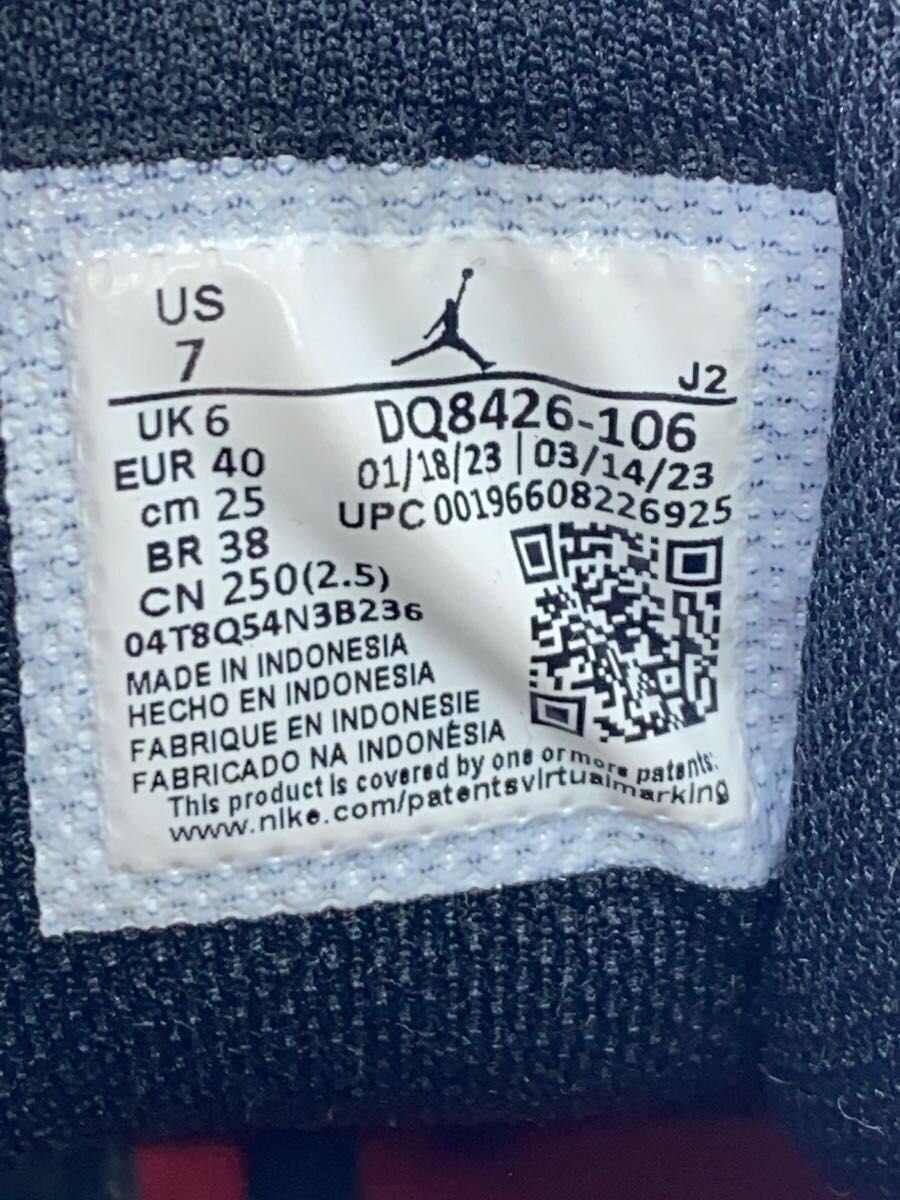 US
7
J2
UK 6
EUR 40
cm 25
BR 38
CN 250(2.5)
DQ8426-106
01/18/23 | 03/14/23
UPC 00196608226925
04T8Q54N3B236
MADE IN INDONESIA
HECHO EN INDONESIA
FABRIQUE EN INDONESIE
FABRICADO NA INDONÉSIA
This product is covered by one or more patents:
www.nike.com/patentsvirtualmarking